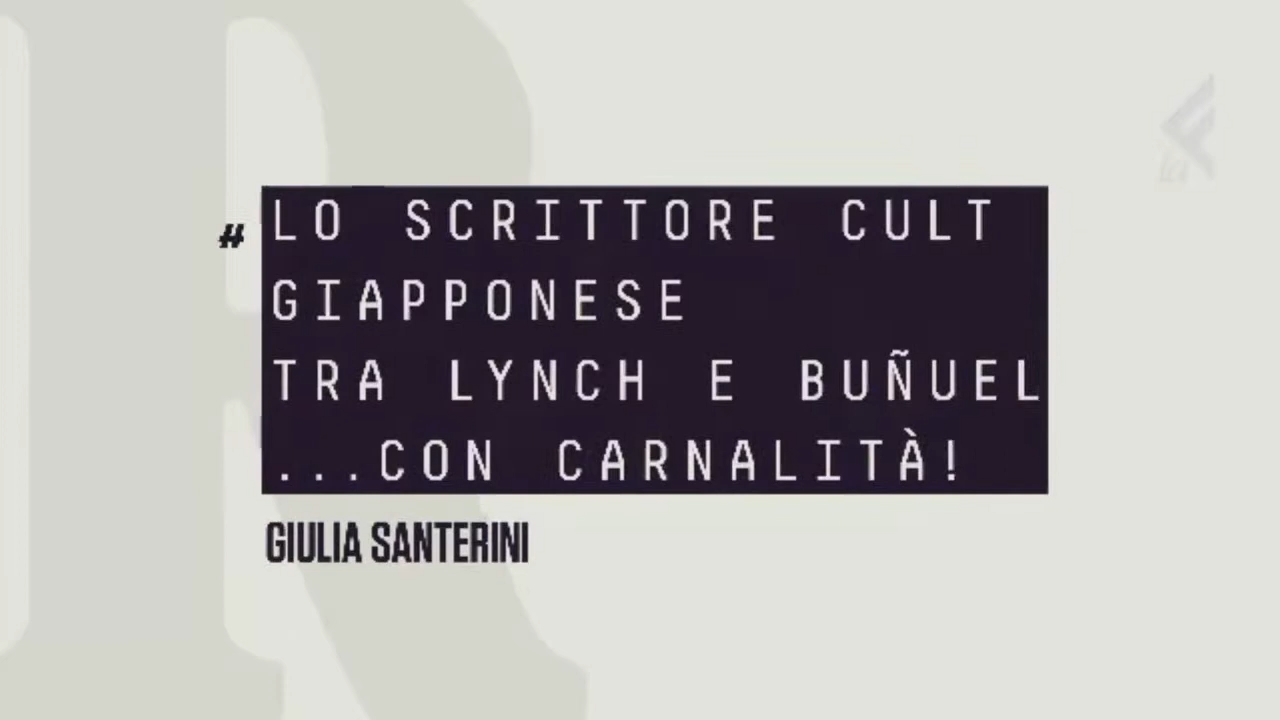 #
LO SCRITTORE CULT
GIAPPONESE
TRA LYNCH E BUÑUEL
...CON CARNALITÀ!
GIULIA SANTERINI